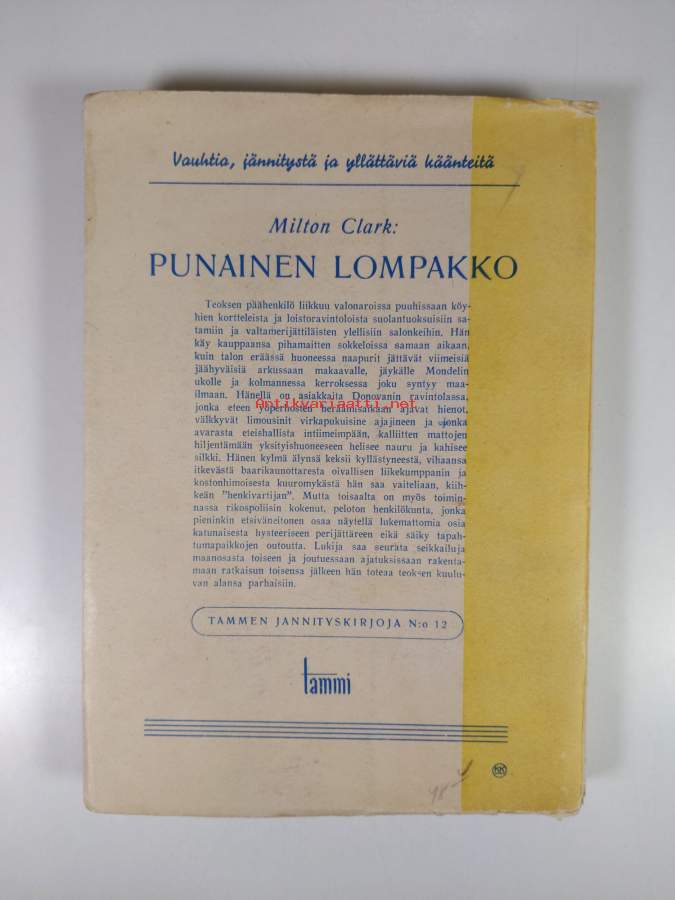 Vauhtia, jännitystä ja yllättäviä käänteitä
Milton Clark:
PUNAINEN LOMPAKKO
Teoksen päähenkilö liikkuu valonaroissa puuhissaan köy-
hien kortteleista ja loistoravintoloista suolantuoksuisiin sa-
tamiin ja valtamerijättiläisten ylellisiin salonkeihin. Hän
käy kauppaansa pihamaitten sokkeloissa samaan aikaan,
kuin talon eräässä huoneessa naapurit jättävät viimeisiä
jäähyväisiä arkussaan makaavalle, jäykälle Mondelin
ukolle ja kolmannessa kerroksessa joku syntyy maa-
ilmaan. Hänellä on asiakkaita Donovanin ravintolassa,
Antikvariaatti.net
jonka eteen yöperhosten heräämisaikaan ajavat hienot,
välkkyvät limousinit virkapukuisine ajajineen ja jonka
avarasta eteishallista intiimeimpään, kalliitten mattojen
hiljentämään yksityishuoneeseen helisee nauru ja kahisee
silkki. Hänen kylmä älynsä keksii kyllästyneestä, vihaansa
itkevästä baarikaunottaresta oivallisen liikekumppanin ja
kostonhimoisesta kuuromykästä hän saa vaiteliaan, kiih-
keän "henkivartijan". Mutta toisaalta on myös toimin-
nassa rikospoliisin kokenut, peloton henkilökunta, jonka
pieninkin etsiväneitonen osaa näytellä lukemattomia osia
katunaisesta hysteeriseen perijättäreen eikä säiky tapah-
tumapaikkojen outoutta. Lukija saa seurata seikkailuja
maanosasta toiseen ja joutuessaan ajatuksissaan rakenta-
maan ratkaisun toisensa jälkeen hän toteaa teoksen kuulu-
van alansa parhaisiin.
TAMMEN JANNITYSKIRJOJA N:o 12
tammi